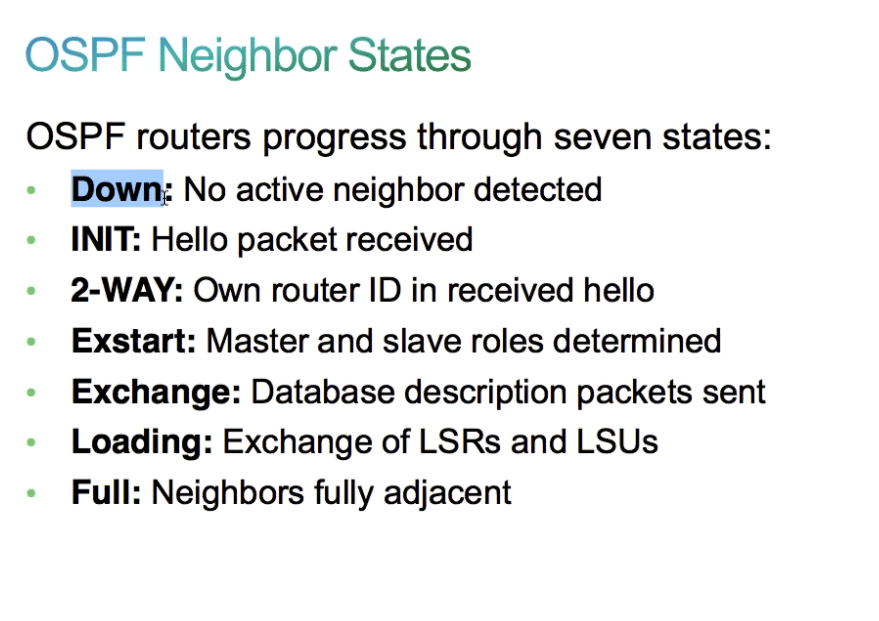 OSPF Neighbor States
OSPF routers progress through seven states:
• Down: No active neighbor detected
• INIT: Hello packet received
• 2-WAY: Own router ID in received hello
• Exstart: Master and slave roles determined
• Exchange: Database description packets sent
• Loading: Exchange of LSRs and LSUs
• Full: Neighbors fully adjacent